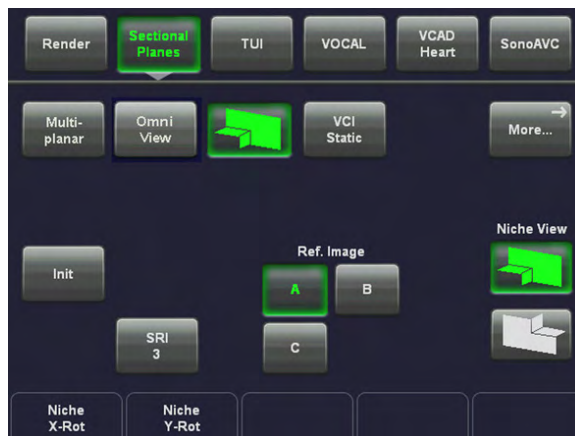 Render
Sectional
Planes
TUI
VOCAL
VCAD
Heart
SonoAVC
Multi-
planar
Omni
View
VCI
Static
More...
Niche View
Init
Ref. Image
A
B
SRI
3
C
Niche
X-Rot
Niche
Y-Rot